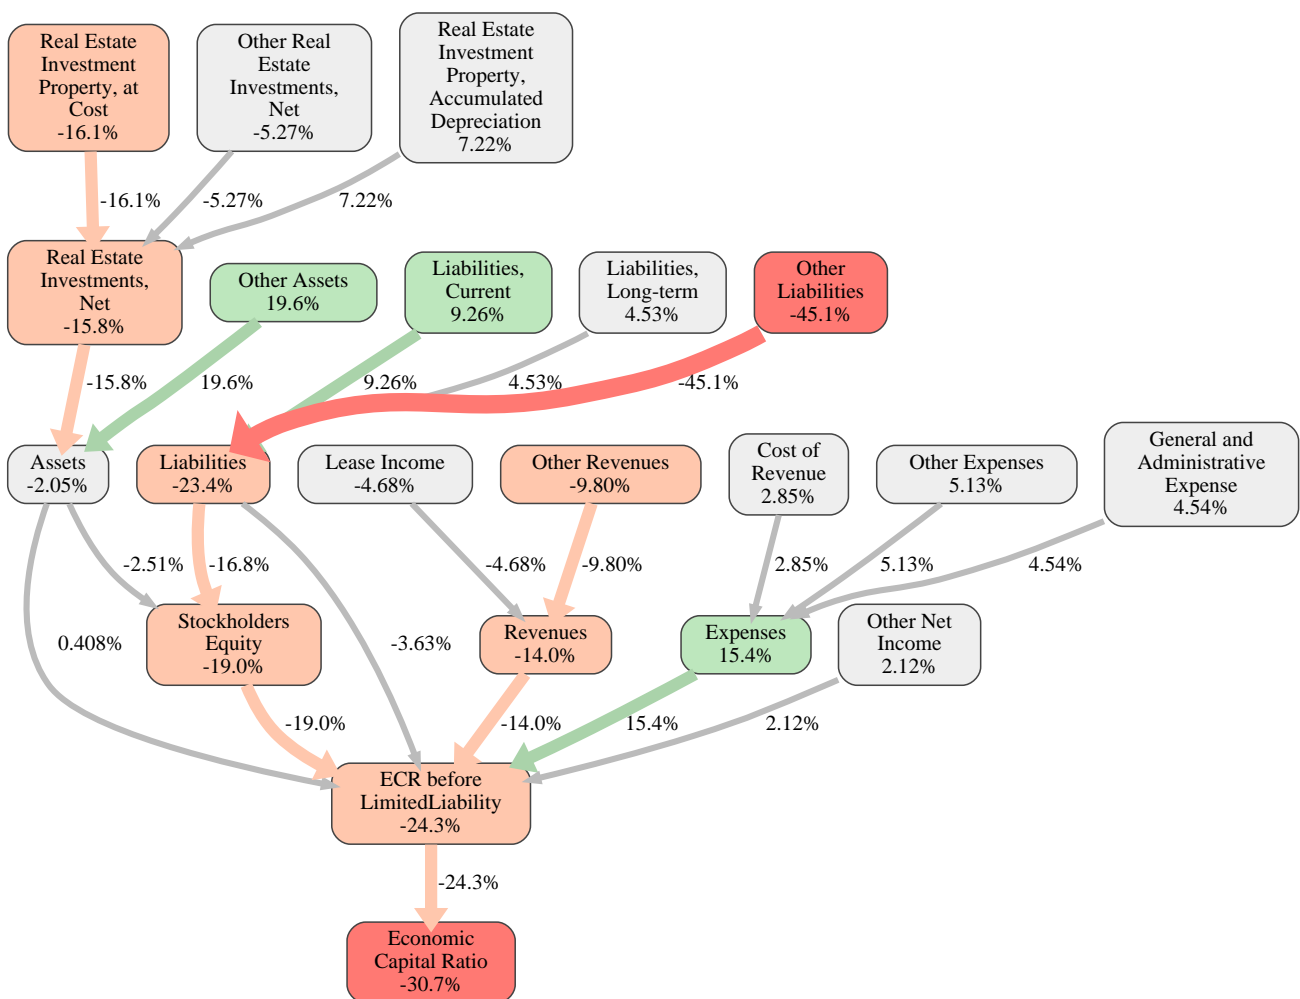 Real Estate
Investment
Property, at
Cost
-16.1%
Other Real
Estate
Investments,
Net
-5.27%
Real Estate
Investment
Property,
Accumulated
Depreciation
7.22%
-16.1%
-5.27%
7.22%
Real Estate
Investments,
Net
-15.8%
Other Assets
19.6%
Liabilities,
Current
9.26%
Liabilities,
Long-term
4.53%
Other
Liabilities
-45.1%
-15.8%
19.6%
9.26%
4.53%
-45.1%
Assets
-2.05%
Liabilities
-23.4%
Lease Income
-4.68%
Other Revenues
-9.80%
Cost of
Revenue
2.85%
Other Expenses
5.13%
General and
Administrative
Expense
4.54%
-2.51%
-16.8%
-4.68%
-9.80%
2.85%
5.13%
4.54%
0.408%
Stockholders
Equity
-19.0%
-3.63%
Revenues
-14.0%
Expenses
15.4%
Other Net
Income
2.12%
-19.0%
-14.0%
15.4%
2.12%
ECR before
LimitedLiability
-24.3%
-24.3%
Economic
Capital Ratio
-30.7%